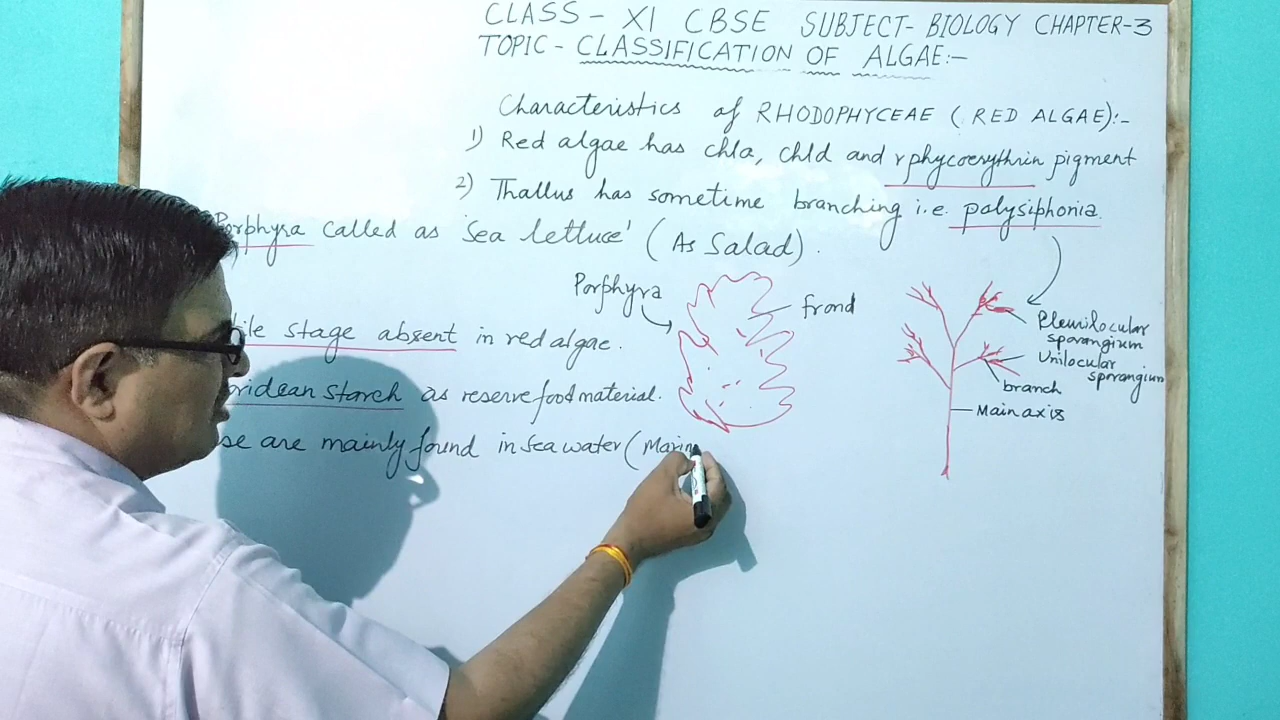 CLASS - XI CBSE SUBJECT- BIOLOGY CHAPTER-3
TOPIC - CLASSIFICATION OF ALGAE:-
Characteristics of RHODOPHYCEAE ( RED ALGAE):-
1) Red algae has chla, chld and rphycoerythrin pigment
2) Thallus has sometime branching i.e. polysiphonia.
Porphyra called as 'Sea lettuce' ( As Salad) .
Porphyra
frond
stage absent in red algae.
Pleurilocular
sporangium
Unilocular
sporangium
branch
Main axis
starch as reserve food material.
are mainly found in sea water ( Marin